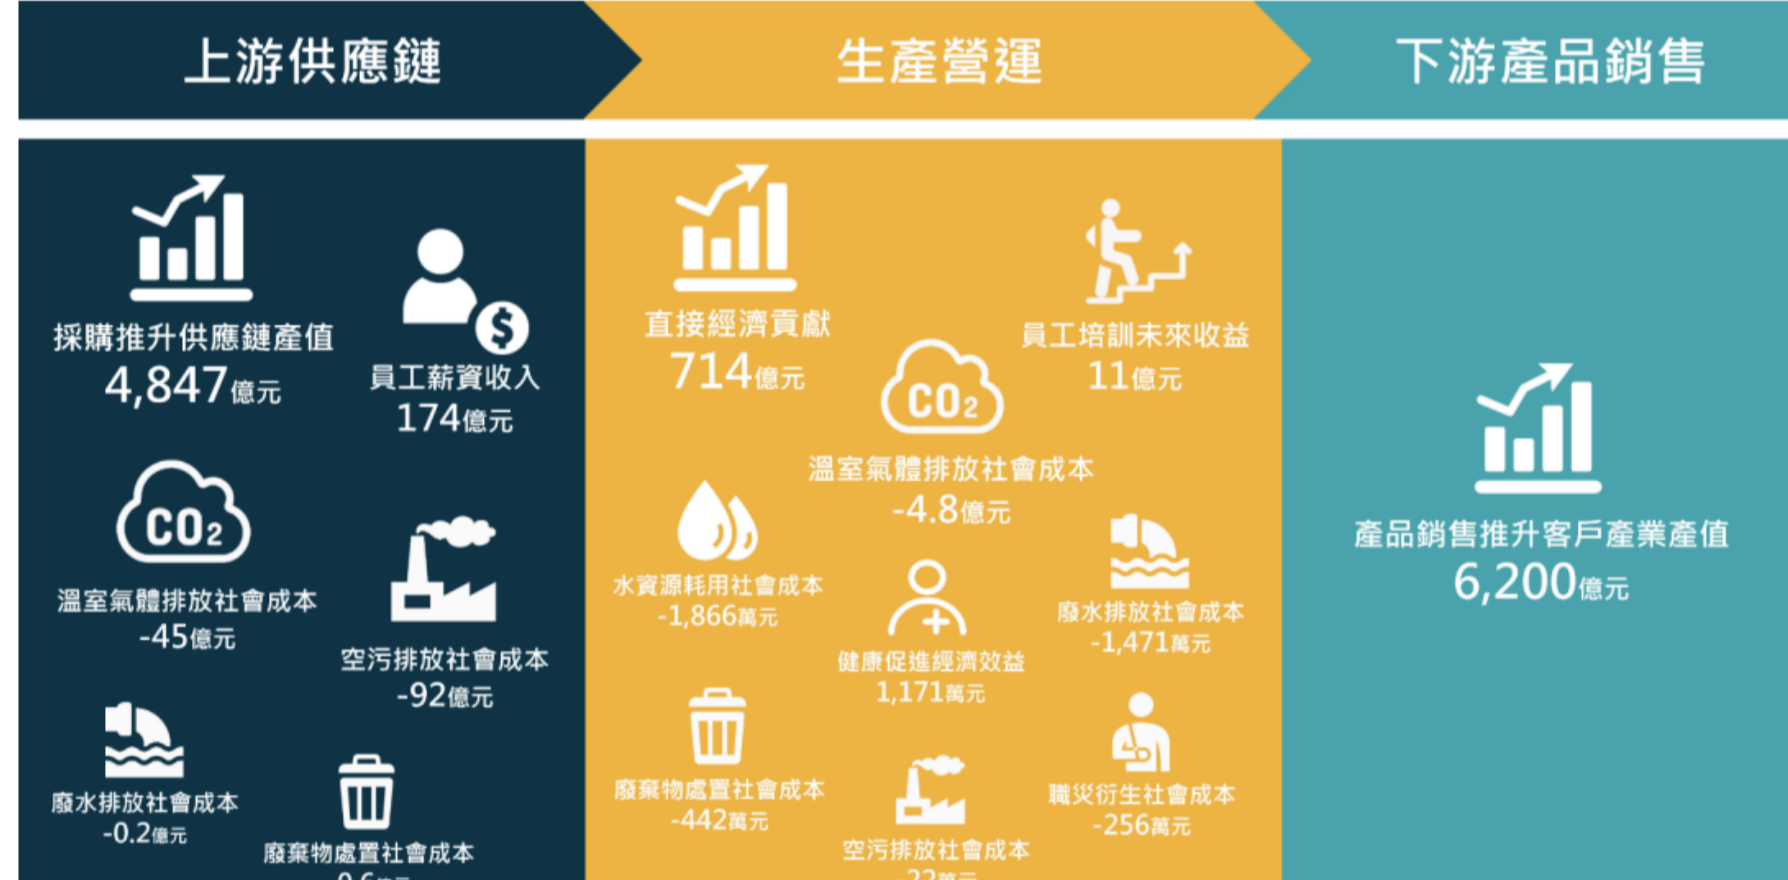 上游供應鏈
生產營運
下游產品銷售
採購推升供應鏈產值
4,847億元
員工薪資收入
174億元
CO2
溫室氣體排放社會成本
-45億元
空污排放社會成本
-92億元
廢水排放社會成本
-0.2億元
廢棄物處置社會成本
直接經濟貢獻
714億元
員工培訓未來收益
11億元
CO2
溫室氣體排放社會成本
-4.8億元
水資源耗用社會成本
-1,866萬元
廢水排放社會成本
-1,471萬元
健康促進經濟效益
1,171萬元
廢棄物處置社會成本
-442萬元
職災衍生社會成本
-256萬元
空污排放社會成本
產品銷售推升客戶產業產值
6,200億元